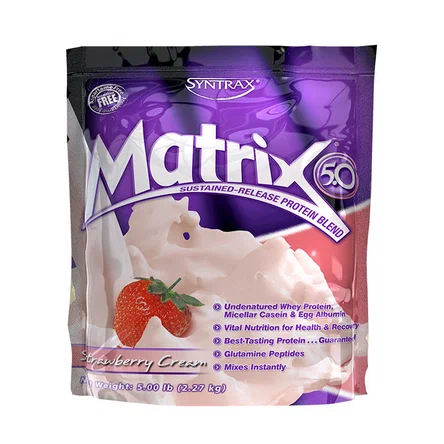 SYNTRAX®
FREE
Matrix 5.0
SUSTAINED-RELEASE PROTEIN BLEND
Undenatured Whey Protein,
Micellar Casein & Egg Albumin
Vital Nutrition for Health & Recovery
Best-Tasting Protein . . . Guaranteed
Glutamine Peptides
Mixes Instantly
Strawberry Cream
Net Weight: 5.00 lb (2.27 kg)